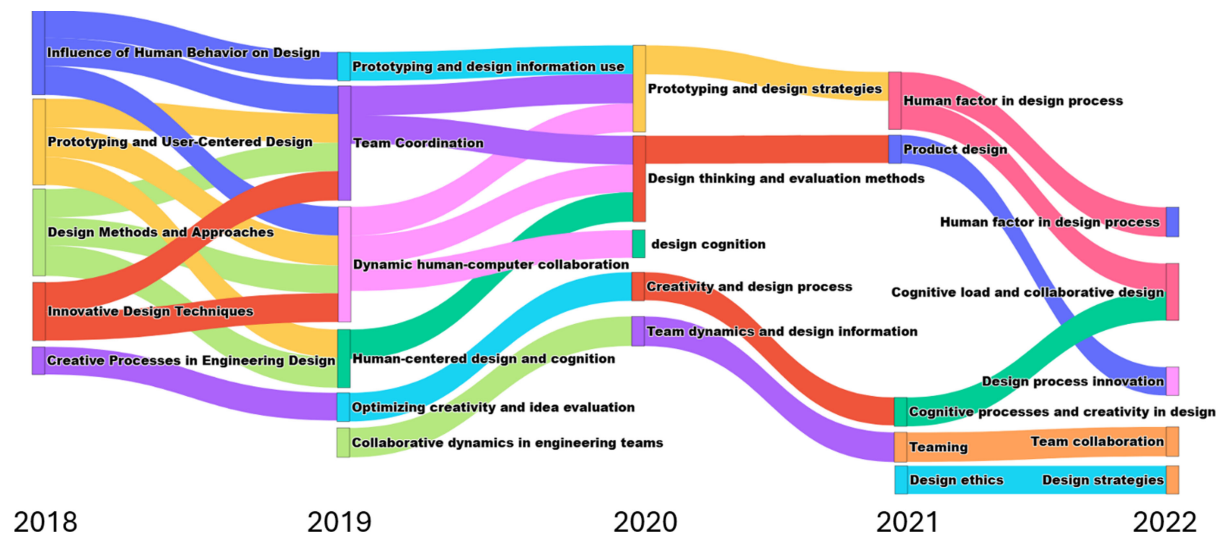 Influence of Human Behavior on Design
Prototyping and User-Centered Design
Design Methods and Approaches
Innovative Design Techniques
Creative Processes in Engineering Design
Prototyping and design information use
Team Coordination
Dynamic human-computer collaboration
Human-centered design and cognition
Optimizing creativity and idea evaluation
Collaborative dynamics in engineering teams
Prototyping and design strategies
Design thinking and evaluation methods
design cognition
Creativity and design process
Team dynamics and design information
Human factor in design process
Product design
Cognitive processes and creativity in design
Teaming
Design ethics
Human factor in design process
Cognitive load and collaborative design
Design process innovation
Team collaboration
Design strategies
2018
2019
2020
2021
2022